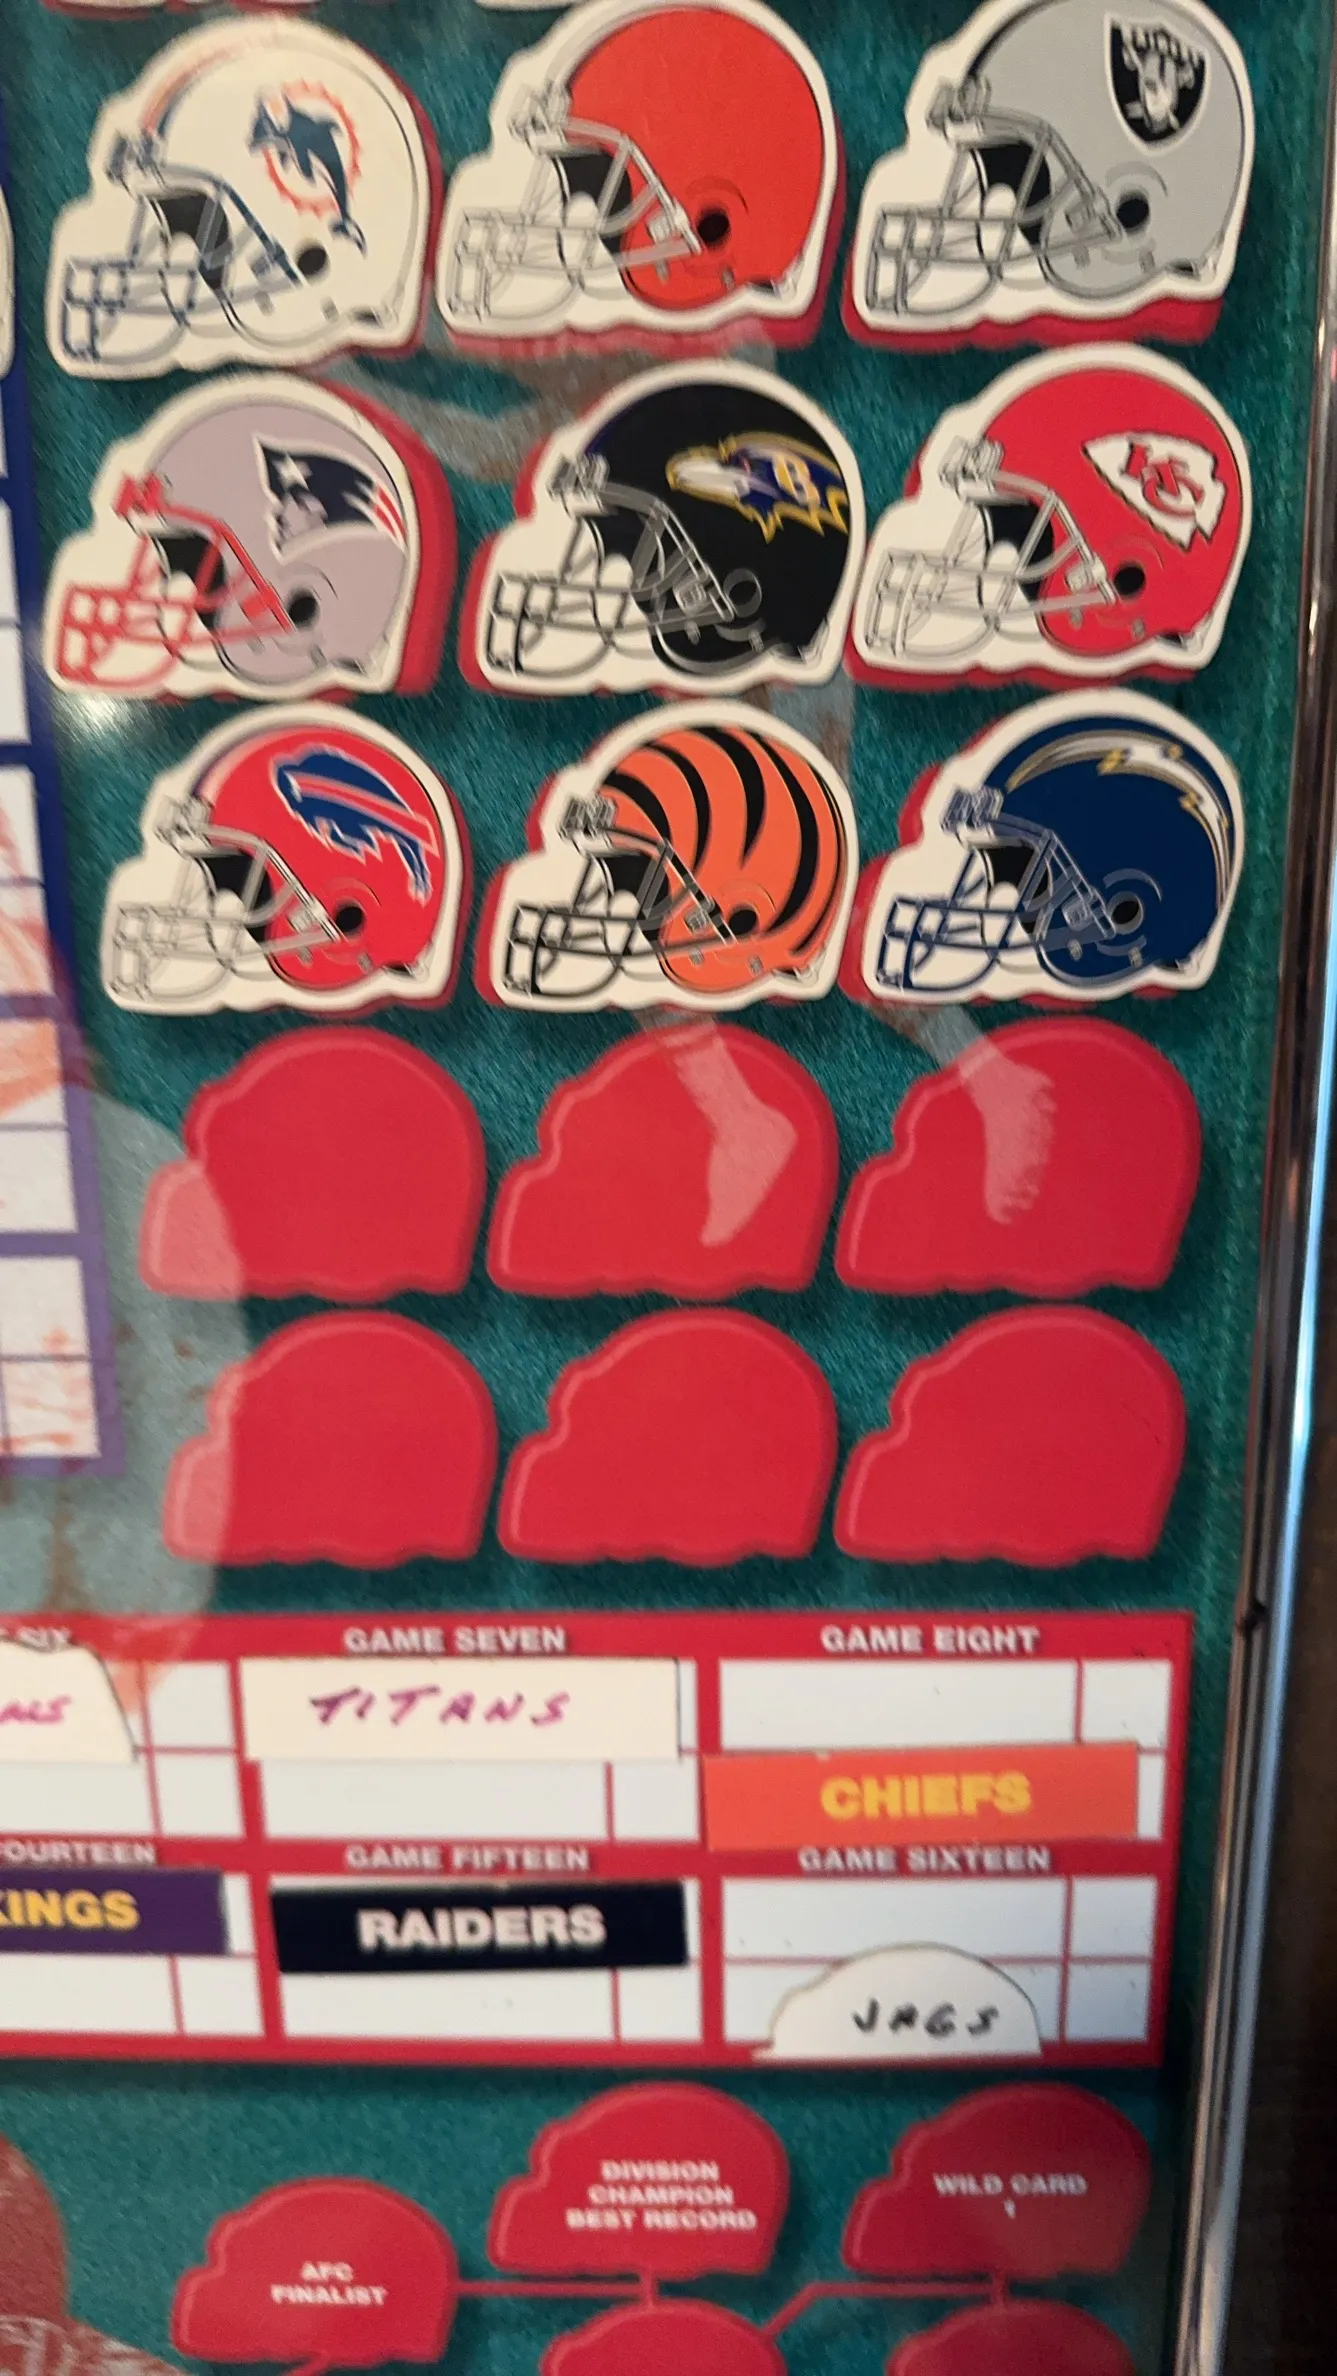 GAME SEVEN
GAME EIGHT
TITANS
CHIEFS
GAME FIFTEEN
GAME SIXTEEN
RAIDERS
JAGS
DIVISION
CHAMPION
BEST RECORD
WILD CARD
1
AFC
FINALIST